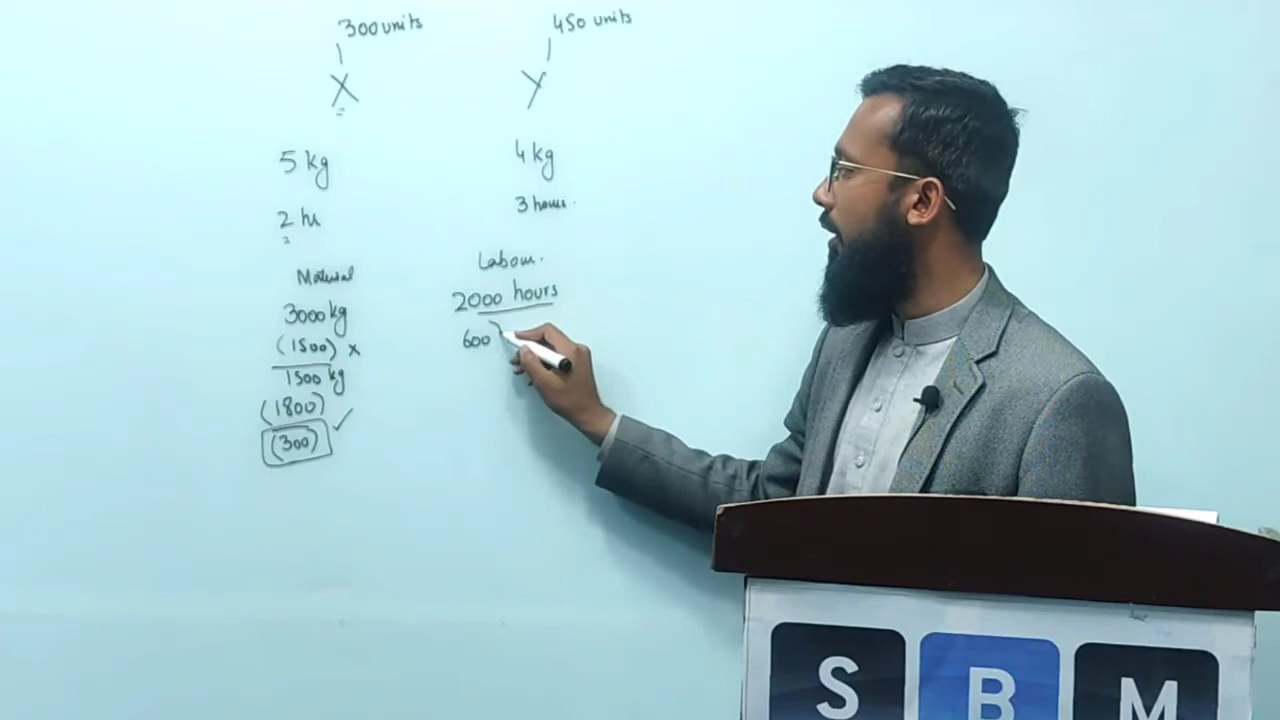 300 units
450 units
X
Y
5 kg
4 kg
2 hr
3 hours.
Material
Labour.
3000 kg
2000 hours
(1500) x
600)
1500 kg
(1800)
(300) ✓
S B M